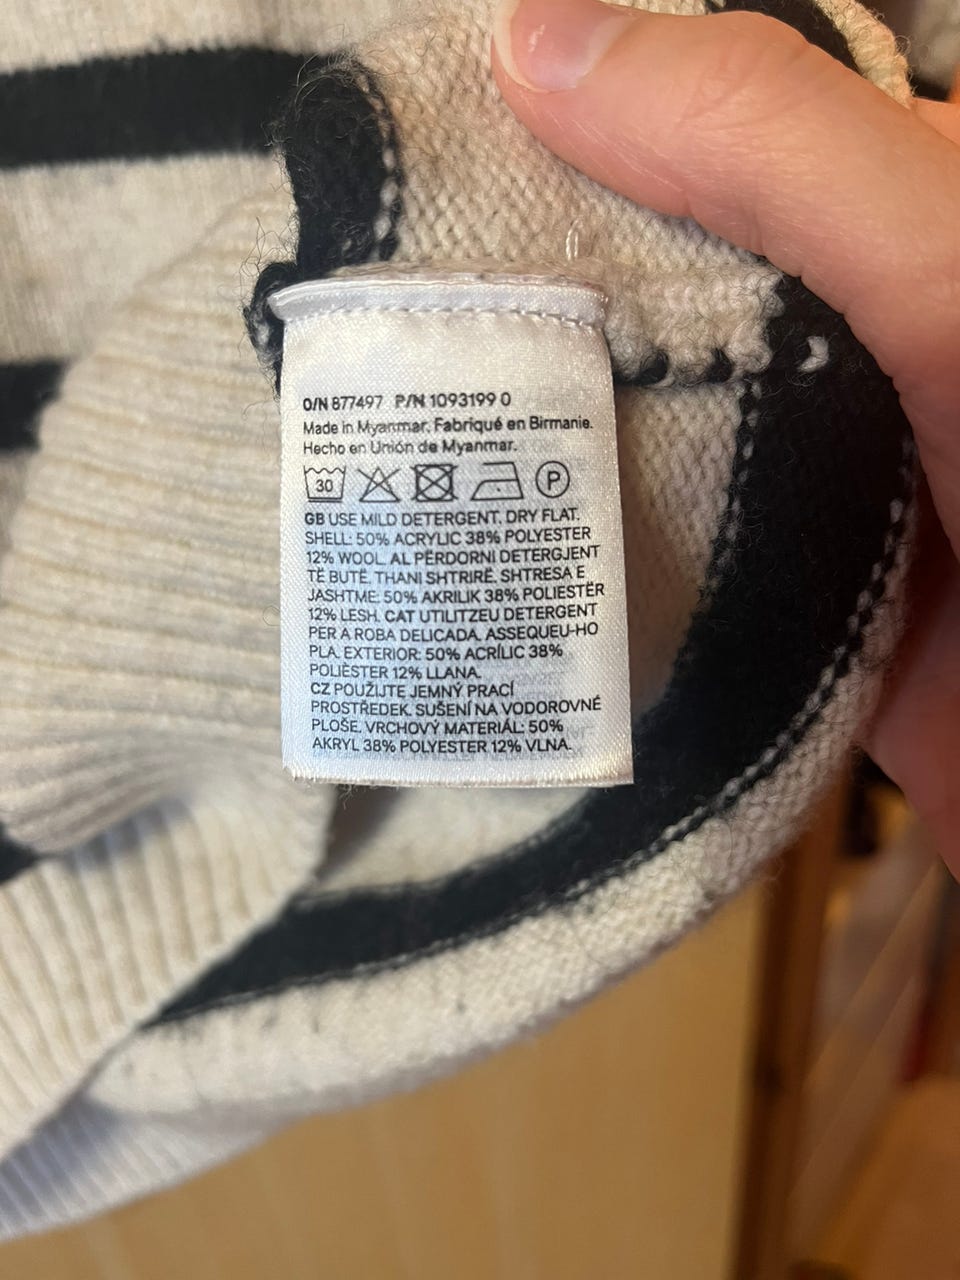 O/N 877497 P/N 1093199 0
Made in Myanmar. Fabriqué en Birmanie.
Hecho en Unión de Myanmar.
30 P
GB USE MILD DETERGENT. DRY FLAT.
SHELL: 50% ACRYLIC 38% POLYESTER
12% WOOL. AL PËRDORNI DETERGJENT
TË BUTË. THANI SHTRIRË. SHTRESA E
JASHTME: 50% AKRILIK 38% POLIESTËR
12% LESH. CAT UTILITZEU DETERGENT
PER A ROBA DELICADA. ASSEQUEU-HO
PLA. EXTERIOR: 50% ACRÍLIC 38%
POLIÈSTER 12% LLANA.
CZ POUŽIJTE JEMNÝ PRACÍ
PROSTŘEDEK. SUŠENÍ NA VODOROVNÉ
PLOŠE. VRCHOVÝ MATERIÁL: 50%
AKRYL 38% POLYESTER 12% VLNA.